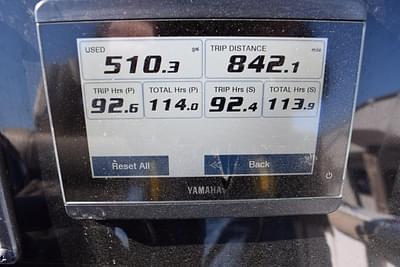 USED gal TRIP DISTANCE mile
510.3 842.1
TRIP Hrs (P) TOTAL Hrs (P) TRIP Hrs (S) TOTAL Hrs (S)
92.6 114.0 92.4 113.9
Reset All << Back
YAMAHA